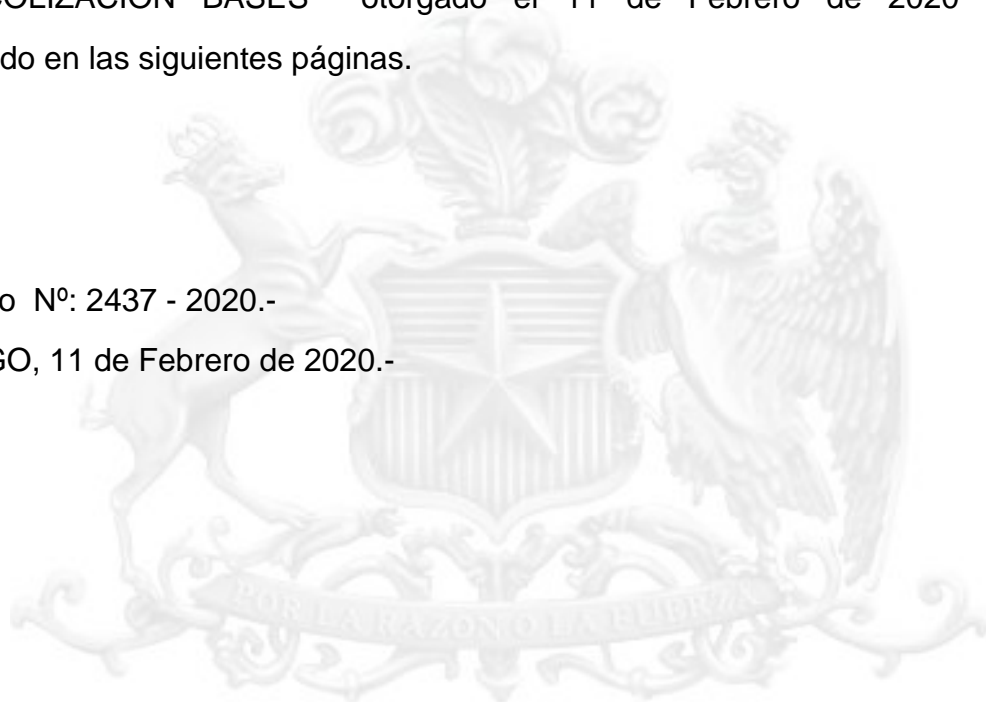 COLIZACION BASES otorgado el 11 de Febrero de 2020
do en las siguientes páginas.
o Nº: 2437 - 2020.-
GO, 11 de Febrero de 2020.-
POR LA RAZON O LA FUERZA